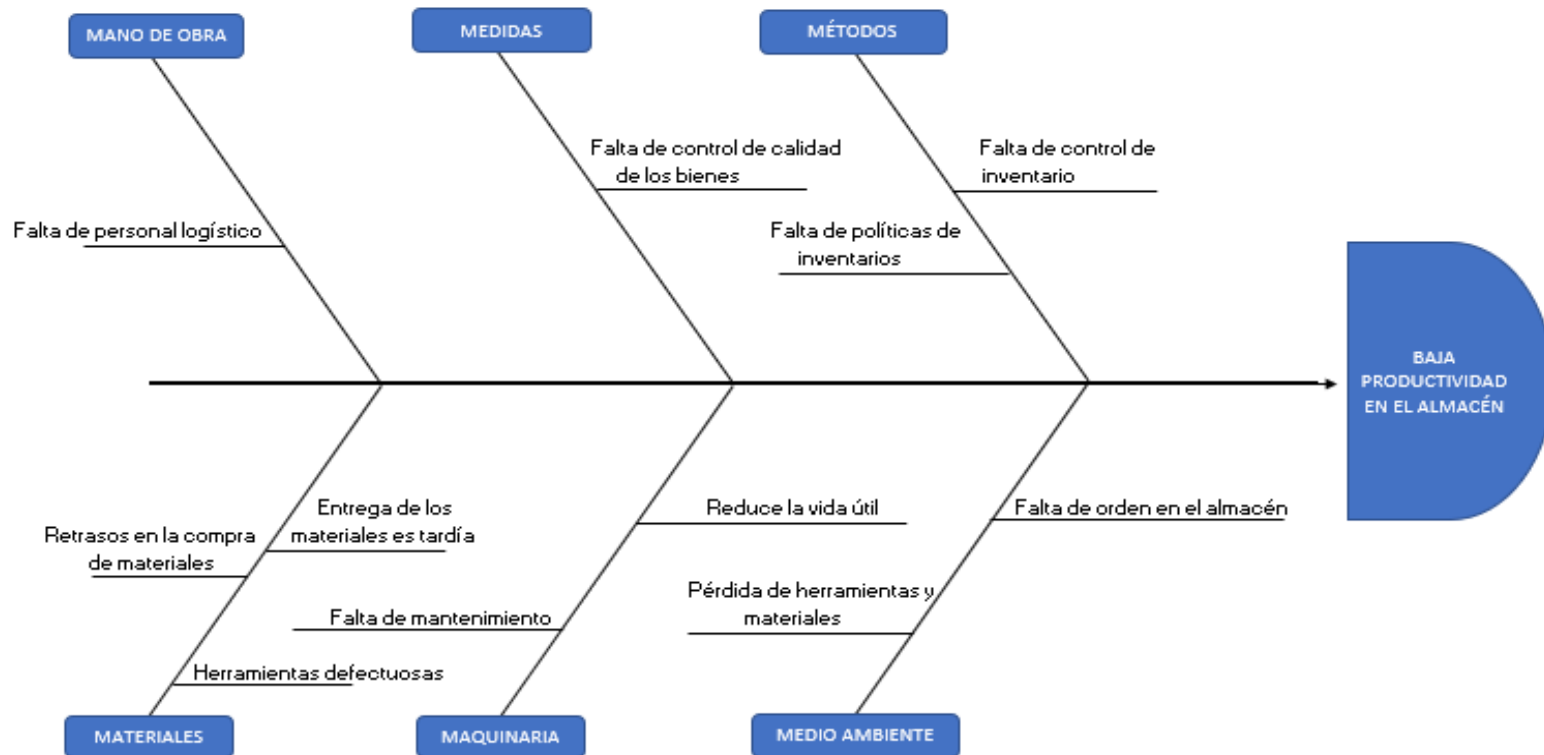 MANO DE OBRA
MEDIDAS
MÉTODOS
Falta de control de calidad
de los bienes
Falta de control de
inventario
Falta de personal logístico
Falta de políticas de
inventarios
BAJA
PRODUCTIVIDAD
EN EL ALMACÉN
Entrega de los
materiales es tardía
Retrasos en la compra
de materiales
Reduce la vida útil
Falta de orden en el almacén
Falta de mantenimiento
Pérdida de herramientas y
materiales
Herramientas defectuosas
MATERIALES
MAQUINARIA
MEDIO AMBIENTE